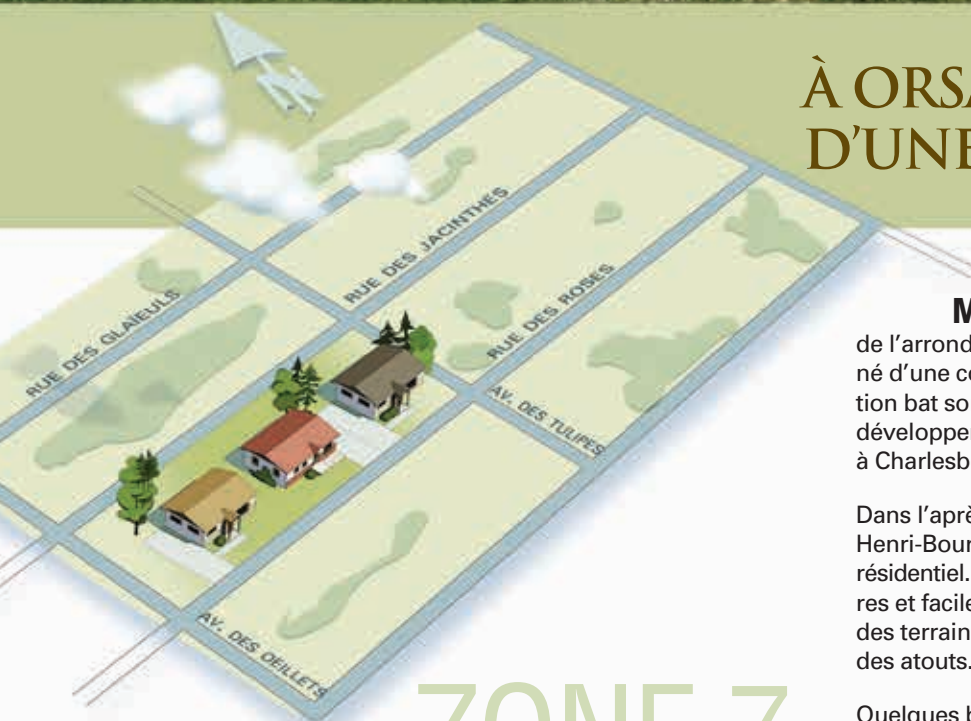 À ORSA
D'UNE
RUE DES JACINTHES
RUE DES GLAÏEULS
RUE DES ROSES
AV. DES TULIPES
AV. DES OEILLETS
ZONE 7
M
de l'arrond
né d'une co
tion bat so
développer
à Charlesb
Dans l'aprè
Henri-Bour
résidentiel.
res et facile
des terrain
des atouts.
Quelques b